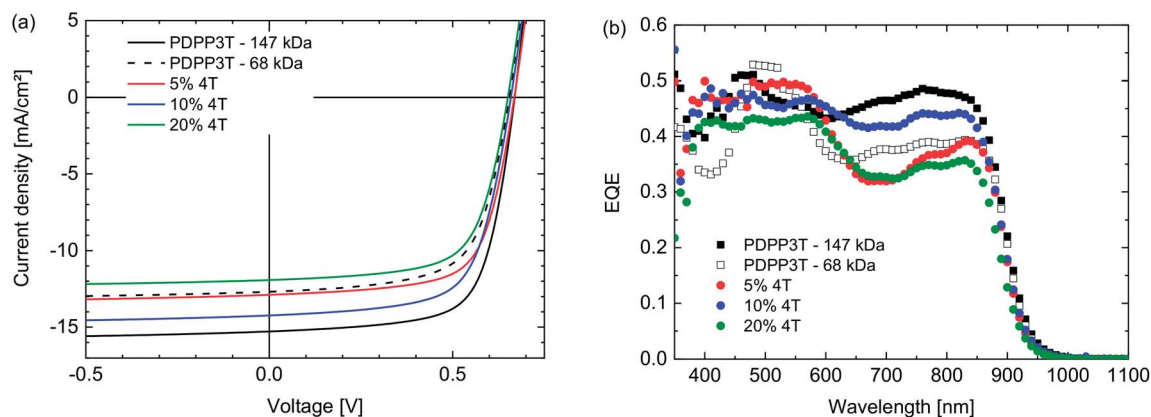 (a)
PDPP3T - 147 kDa
PDPP3T - 68 kDa
5% 4T
10% 4T
20% 4T
5
0
-5
-10
-15
Current density [mA/cm²]
-0.5
0.0
0.5
Voltage [V]
(b)
0.6
0.5
0.4
0.3
0.2
0.1
0.0
EQE
PDPP3T - 147 kDa
PDPP3T - 68 kDa
5% 4T
10% 4T
20% 4T
400
500
600
700
800
900
1000
1100
Wavelength [nm]